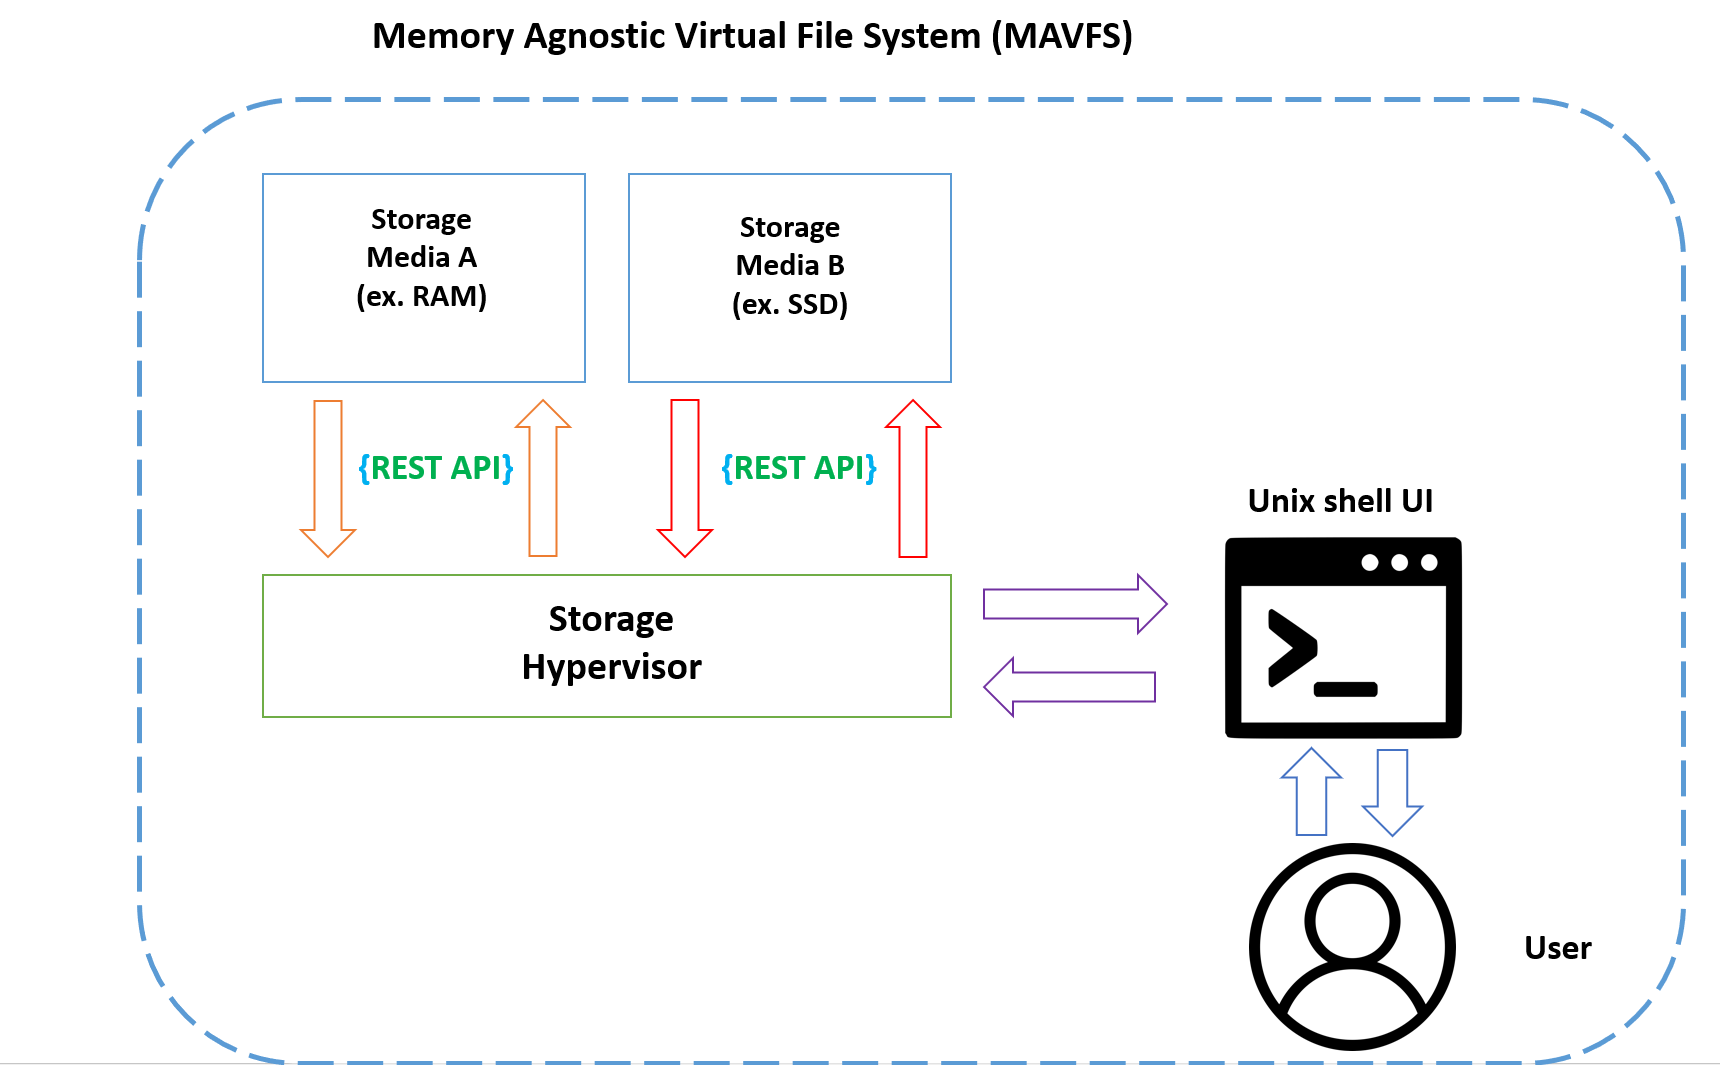 Memory Agnostic Virtual File System (MAVFS)
Storage
Media A
(ex. RAM)
Storage
Media B
(ex. SSD)
{REST API}
{REST API}
Unix shell UI
>_
Storage
Hypervisor
User